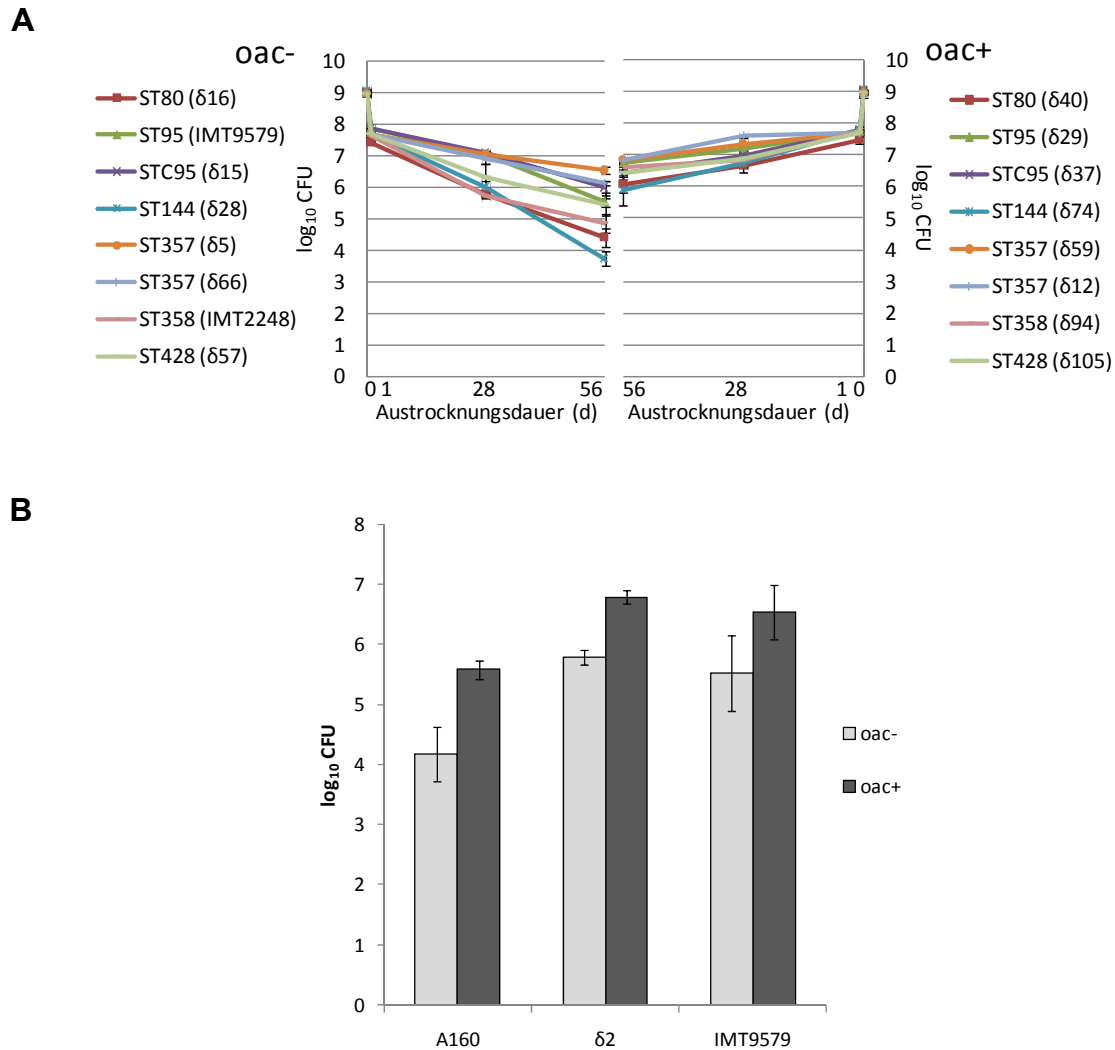 A
oac-
oac+
ST80 (δ16)
ST95 (IMT9579)
STC95 (δ15)
ST144 (δ28)
ST357 (δ5)
ST357 (δ66)
ST358 (IMT2248)
ST428 (δ57)
log10 CFU
10
9
8
7
6
5
4
3
2
1
0
0 1 28 56
Austrocknungsdauer (d)
56 28 1 0
Austrocknungsdauer (d)
10
9
8
7
6
5
4
3
2
1
0
log10 CFU
ST80 (δ40)
ST95 (δ29)
STC95 (δ37)
ST144 (δ74)
ST357 (δ59)
ST357 (δ12)
ST358 (δ94)
ST428 (δ105)
B
log10 CFU
8
7
6
5
4
3
2
1
0
A160 δ2 IMT9579
oac-
oac+